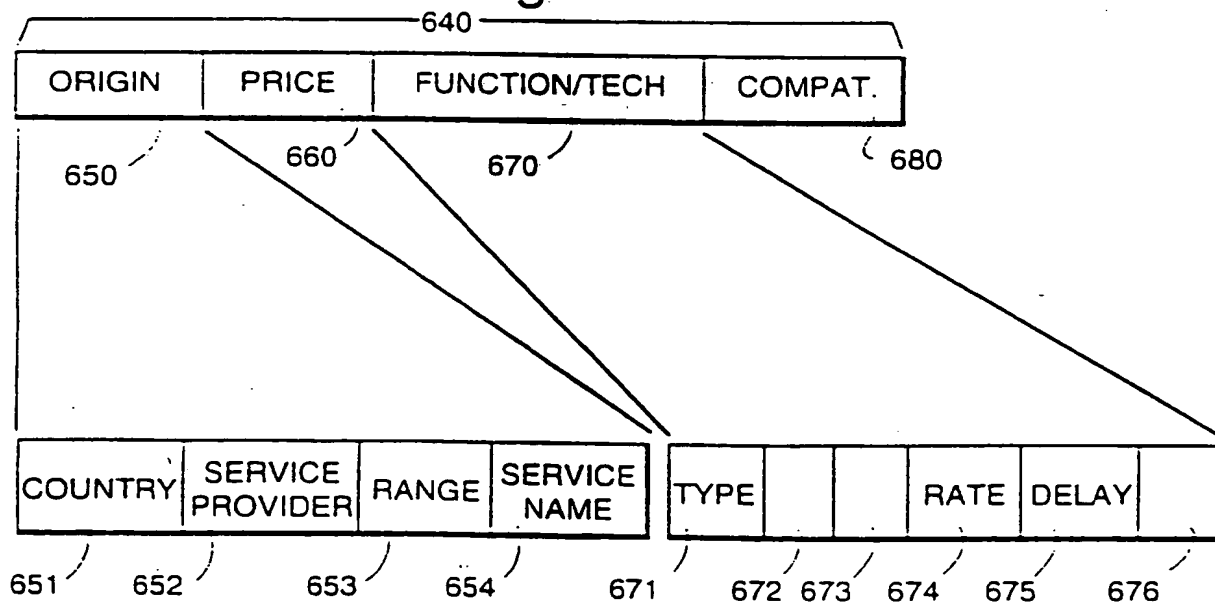 640
ORIGIN PRICE FUNCTION/TECH COMPAT.
650 660 670 680
COUNTRY SERVICE PROVIDER RANGE SERVICE NAME TYPE RATE DELAY
651 652 653 654 671 672 673 674 675 676